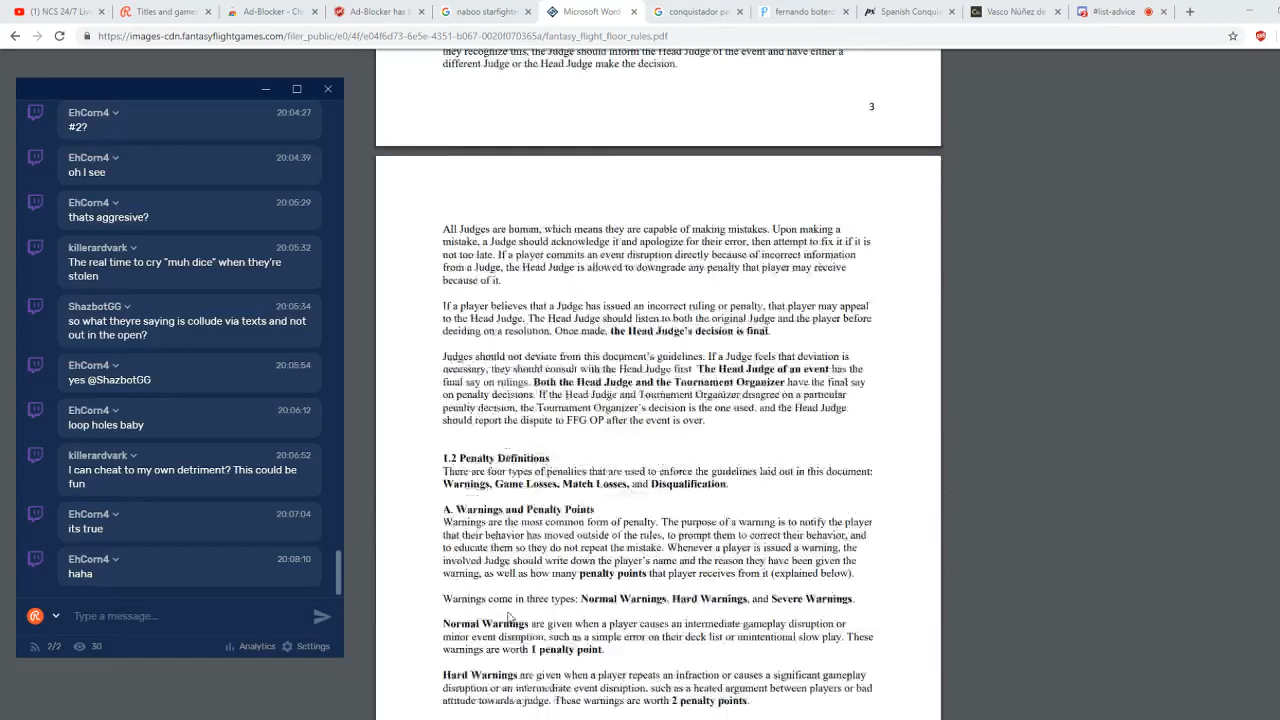 (1) NCS 24/7 Live
Titles and games
Ad-Blocker - Ch
Ad-Blocker has
naboo starfighte
Microsoft Word
conquistador pa
fernando botero
Spanish Conqui
Vasco Núñez de
#list-advice
https://images-cdn.fantasyflightgames.com/filer_public/e0/4f/e04f6d73-6e5e-4351-b067-0020f070365a/fantasy_flight_floor_rules.pdf
EhCorn4 20:04:27
#2?
EhCorn4 20:04:39
oh I see
EhCorn4 20:05:29
thats aggresive?
killerardvark 20:05:32
The real time to cry "muh dice" when they're
stolen
ShazbotGG 20:05:34
so what theyre saying is collude via texts and not
out in the open?
EhCorn4 20:05:54
yes @ShazbotGG
EhCorn4 20:06:12
loop holes baby
killerardvark 20:06:52
I can cheat to my own detriment? This could be
fun
EhCorn4 20:07:04
its true
EhCorn4 20:08:10
haha
Type a message...
2/2 30 Analytics Settings
they recognize this, the Judge should inform the Head Judge of the event and have either a
different Judge or the Head Judge make the decision.
3
All Judges are human, which means they are capable of making mistakes. Upon making a
mistake, a Judge should acknowledge it and apologize for their error, then attempt to fix it if it is
not too late. If a player commits an event disruption directly because of incorrect information
from a Judge, the Head Judge is allowed to downgrade any penalty that player may receive
because of it.
If a player believes that a Judge has issued an incorrect ruling or penalty, that player may appeal
to the Head Judge. The Head Judge should listen to both the original Judge and the player before
deciding on a resolution. Once made, the Head Judge's decision is final.
Judges should not deviate from this document's guidelines. If a Judge feels that deviation is
necessary, they should consult with the Head Judge first. The Head Judge of an event has the
final say on rulings. Both the Head Judge and the Tournament Organizer have the final say
on penalty decisions. If the Head Judge and Tournament Organizer disagree on a particular
penalty decision, the Tournament Organizer's decision is the one used, and the Head Judge
should report the dispute to FFG OP after the event is over.
1.2 Penalty Definitions
There are four types of penalties that are used to enforce the guidelines laid out in this document:
Warnings, Game Losses, Match Losses, and Disqualification.
A. Warnings and Penalty Points
Warnings are the most common form of penalty. The purpose of a warning is to notify the player
that their behavior has moved outside of the rules, to prompt them to correct their behavior, and
to educate them so they do not repeat the mistake. Whenever a player is issued a warning, the
involved Judge should write down the player's name and the reason they have been given the
warning, as well as how many penalty points that player receives from it (explained below).
Warnings come in three types: Normal Warnings, Hard Warnings, and Severe Warnings.
Normal Warnings are given when a player causes an intermediate gameplay disruption or
minor event disruption, such as a simple error on their deck list or unintentional slow play. These
warnings are worth 1 penalty point.
Hard Warnings are given when a player repeats an infraction or causes a significant gameplay
disruption or an intermediate event disruption, such as a heated argument between players or bad
attitude towards a judge. These warnings are worth 2 penalty points.